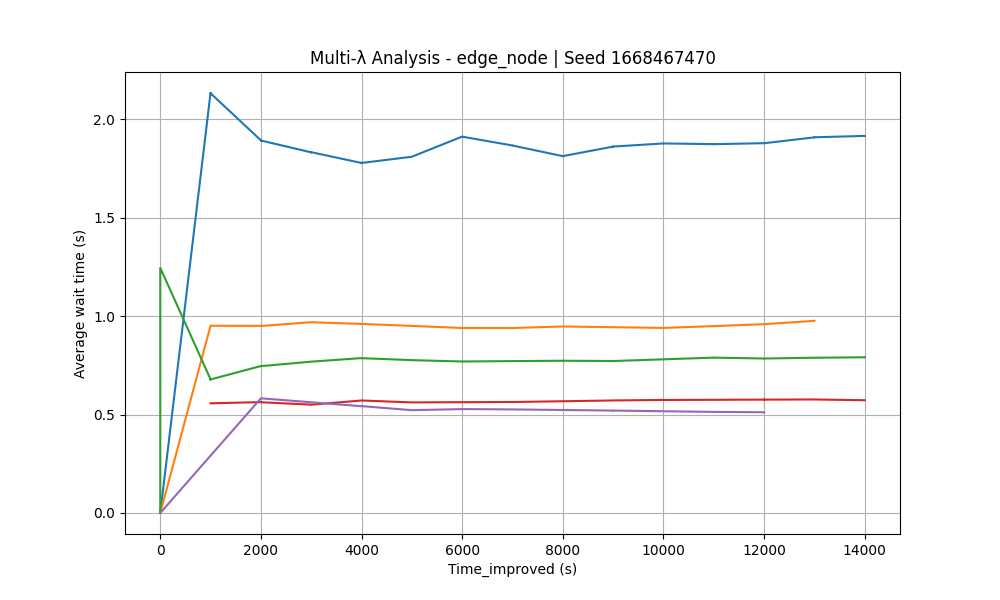 Multi-λ Analysis - edge_node | Seed 1668467470
Average wait time (s)
2.0
1.5
1.0
0.5
0.0
0 2000 4000 6000 8000 10000 12000 14000
Time_improved (s)